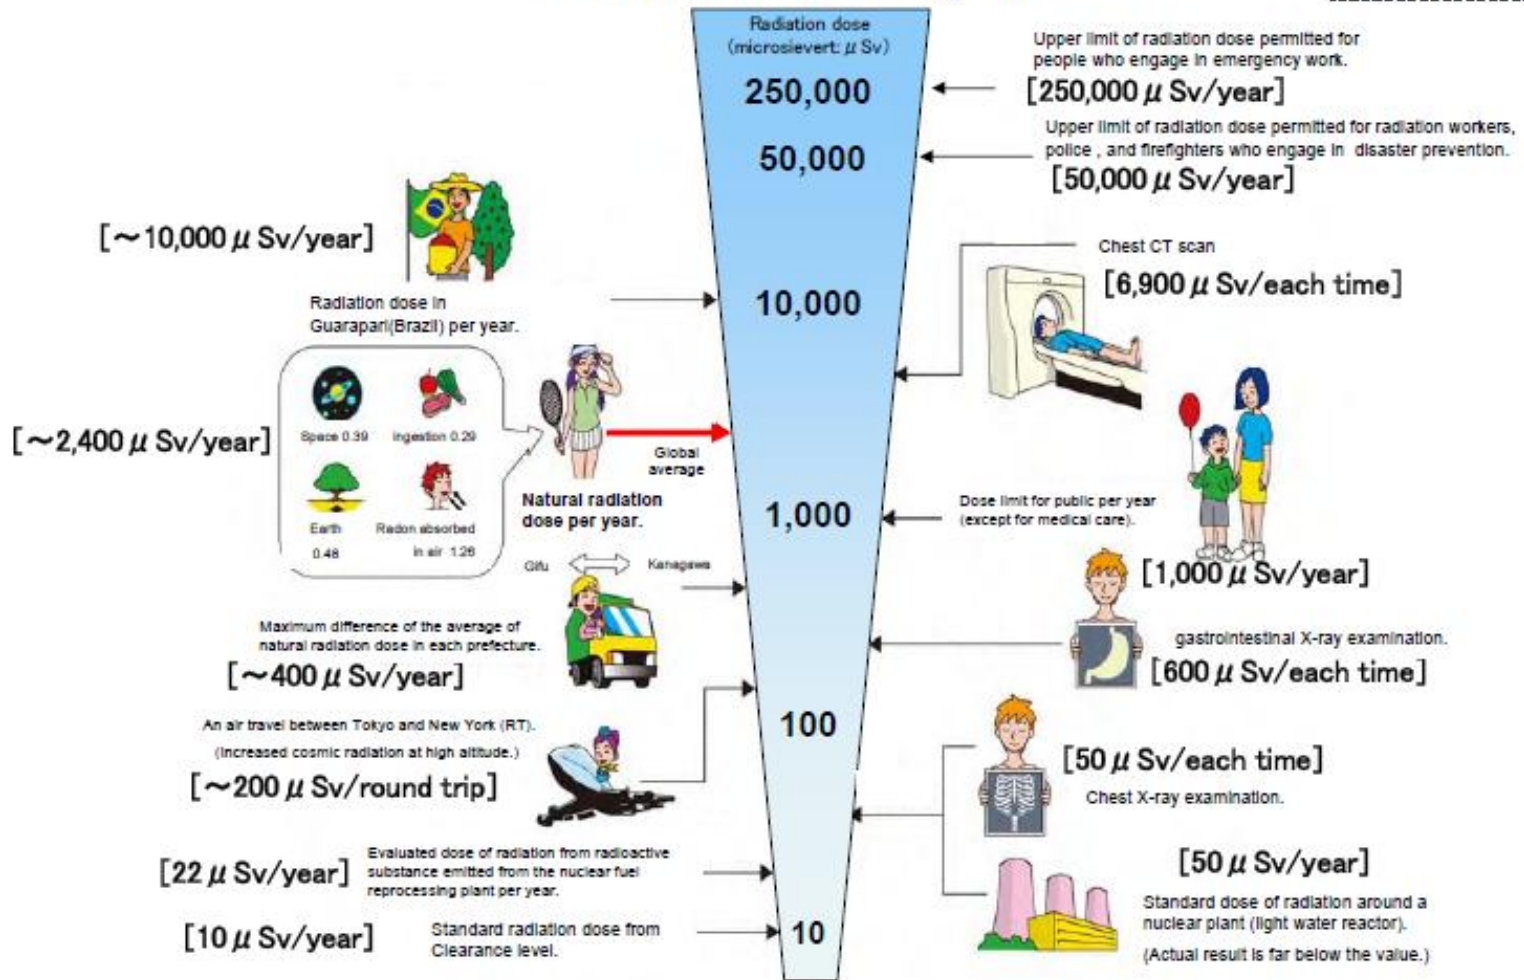 Radiation dose
(microsievert: μ Sv)
250,000
50,000
10,000
1,000
100
10
Upper limit of radiation dose permitted for
people who engage in emergency work.
[250,000 μ Sv/year]
Upper limit of radiation dose permitted for radiation workers,
police , and firefighters who engage in disaster prevention.
[50,000 μ Sv/year]
[~10,000 μ Sv/year]
Radiation dose in
Guarapari(Brazil) per year.
Chest CT scan
[6,900 μ Sv/each time]
[~2,400 μ Sv/year]
Space 0.39
Ingestion 0.29
Earth
0.48
Radon absorbed
in air 1.26
Global
average
Natural radiation
dose per year.
Dose limit for public per year
(except for medical care).
[1,000 μ Sv/year]
Gifu
Kanagawa
Maximum difference of the average of
natural radiation dose in each prefecture.
[~400 μ Sv/year]
gastrointestinal X-ray examination.
[600 μ Sv/each time]
An air travel between Tokyo and New York (RT).
(Increased cosmic radiation at high altitude.)
[~200 μ Sv/round trip]
[50 μ Sv/each time]
Chest X-ray examination.
[22 μ Sv/year]
Evaluated dose of radiation from radioactive
substance emitted from the nuclear fuel
reprocessing plant per year.
[50 μ Sv/year]
Standard dose of radiation around a
nuclear plant (light water reactor).
(Actual result is far below the value.)
[10 μ Sv/year]
Standard radiation dose from
Clearance level.